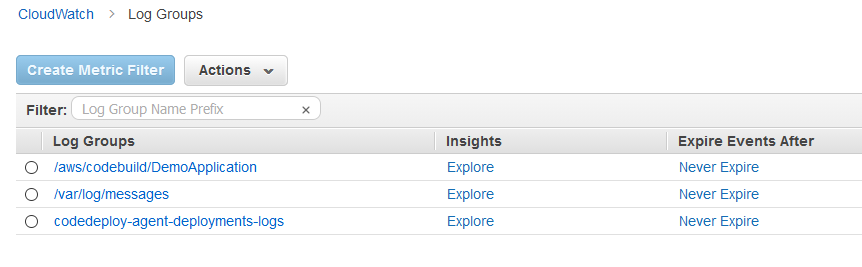 CloudWatch > Log Groups
Create Metric Filter Actions
Filter: Log Group Name Prefix ×
Log Groups Insights Expire Events After
/aws/codebuild/DemoApplication Explore Never Expire
/var/log/messages Explore Never Expire
codedeploy-agent-deployments-logs Explore Never Expire